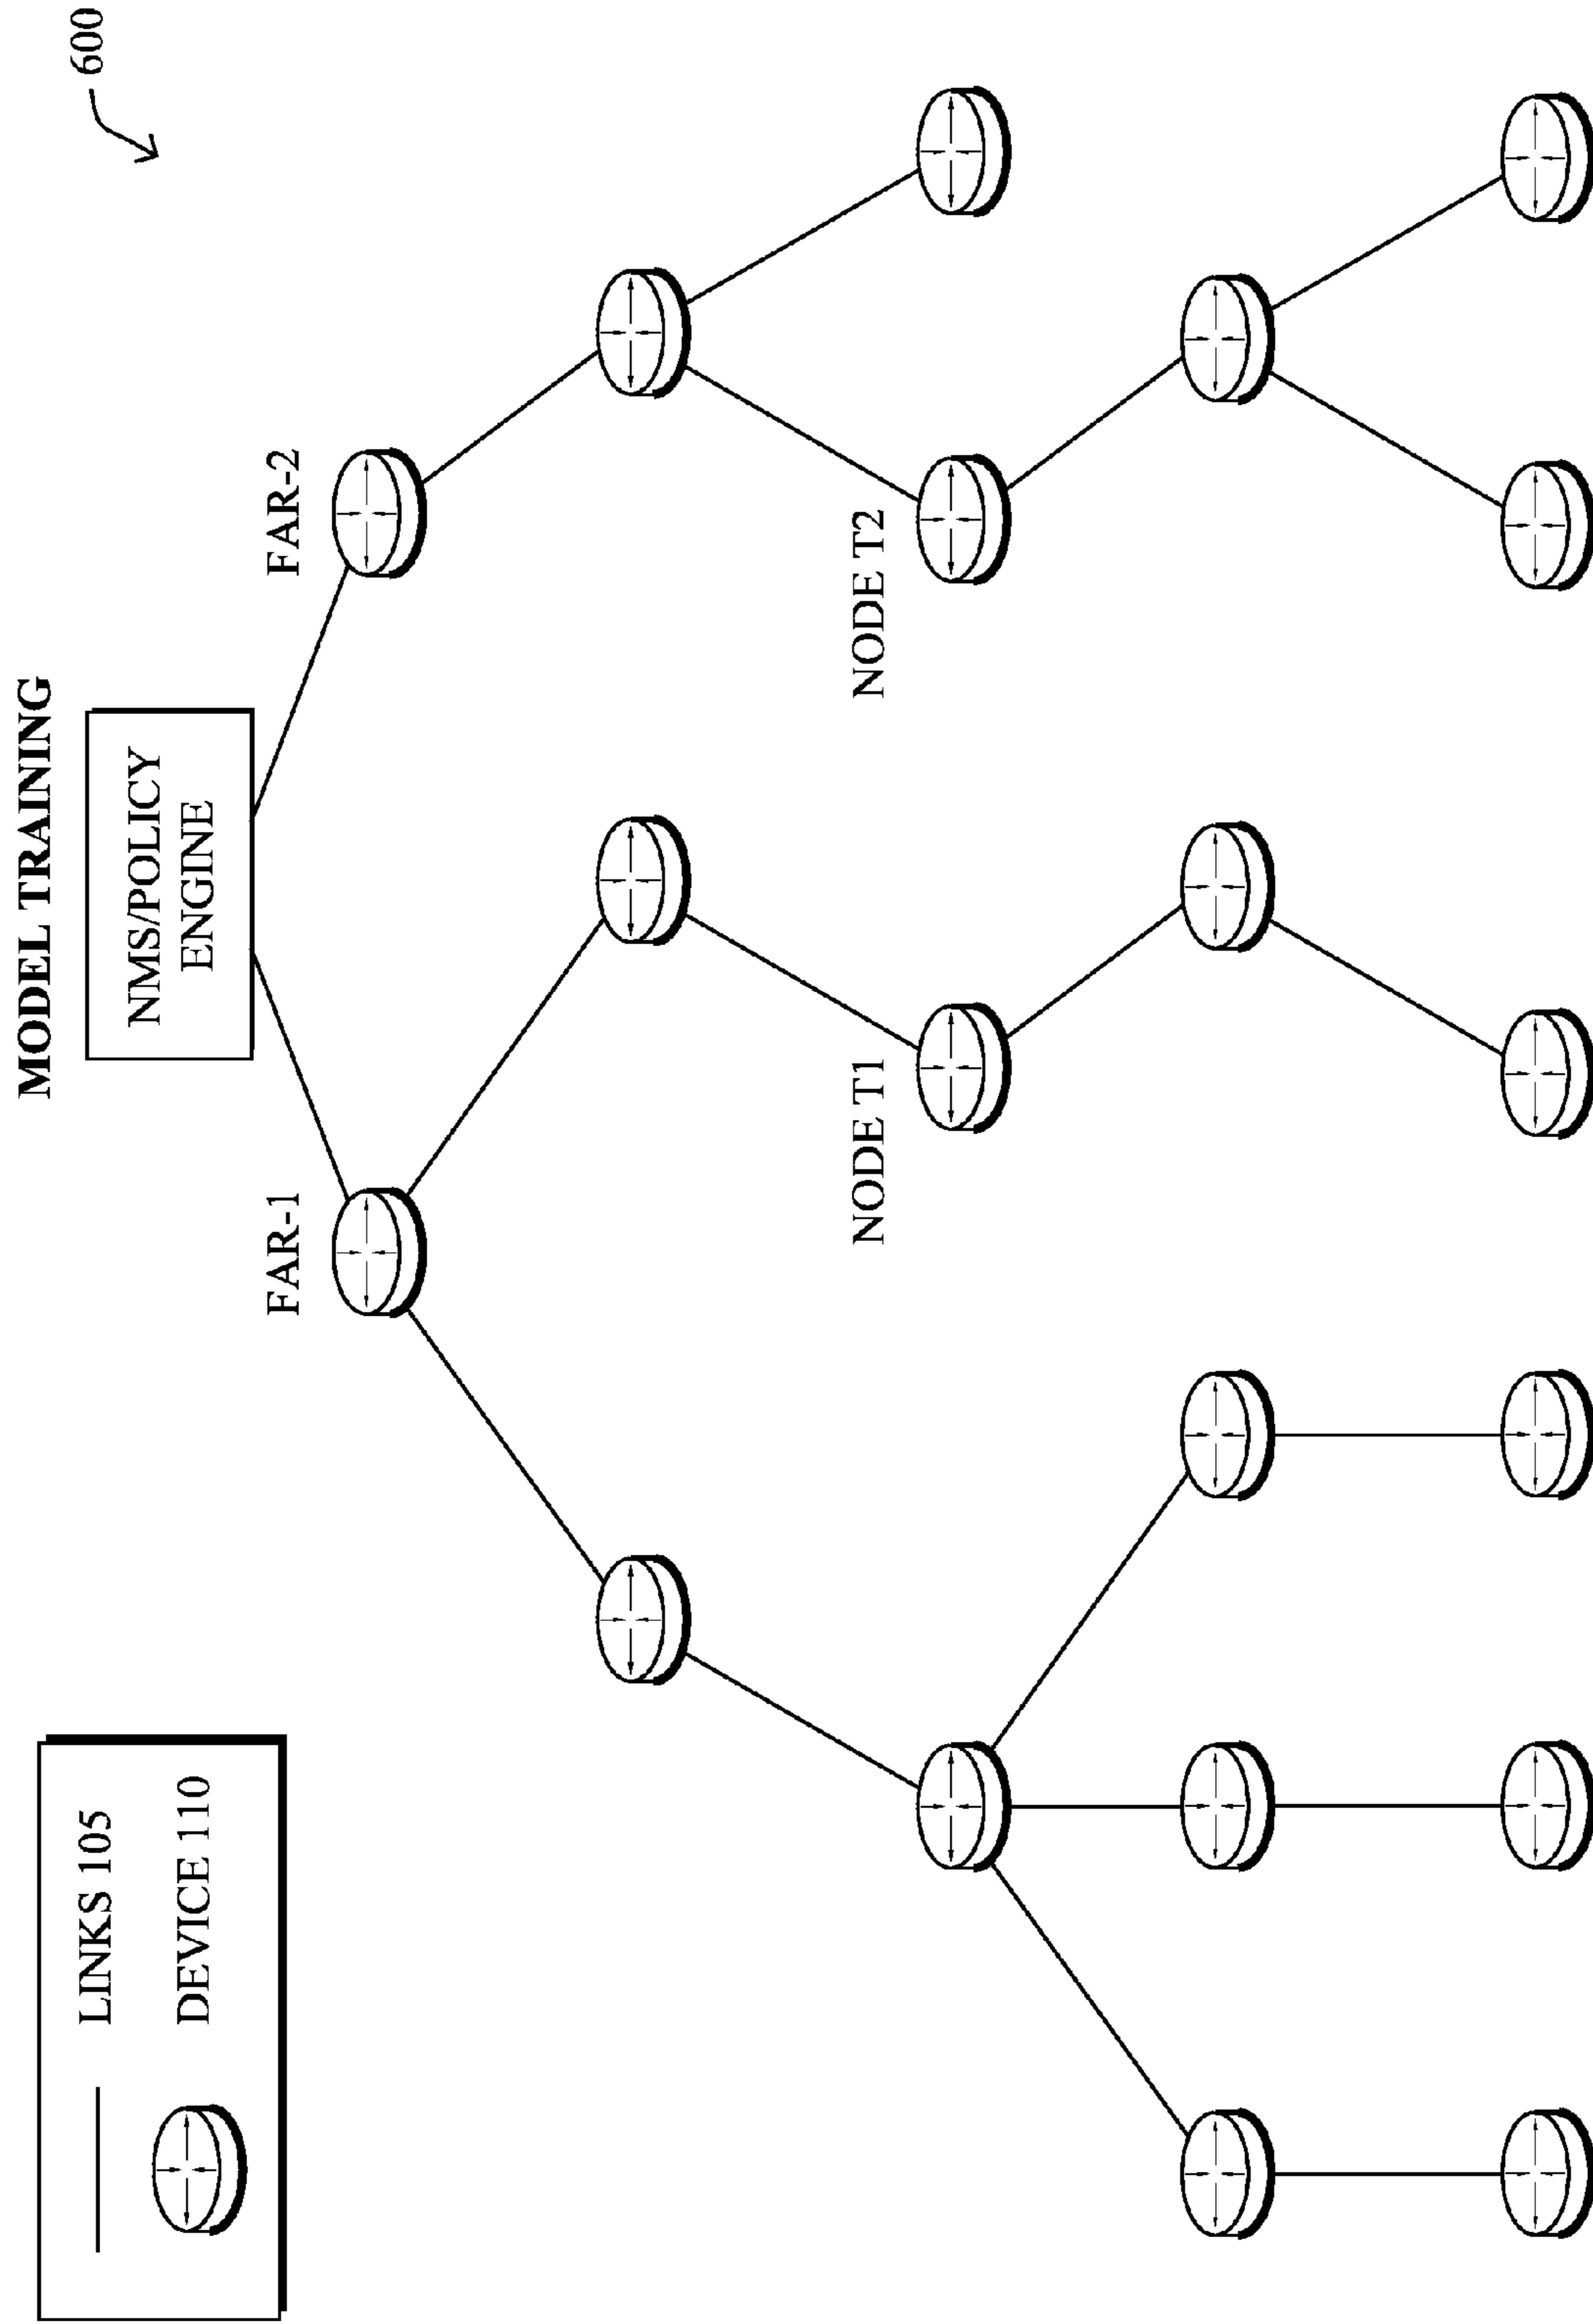 MODEL TRAINING
600
LINKS 105
DEVICE 110
NMS/POLICY
ENGINE
FAR-1
FAR-2
NODE T1
NODE T2